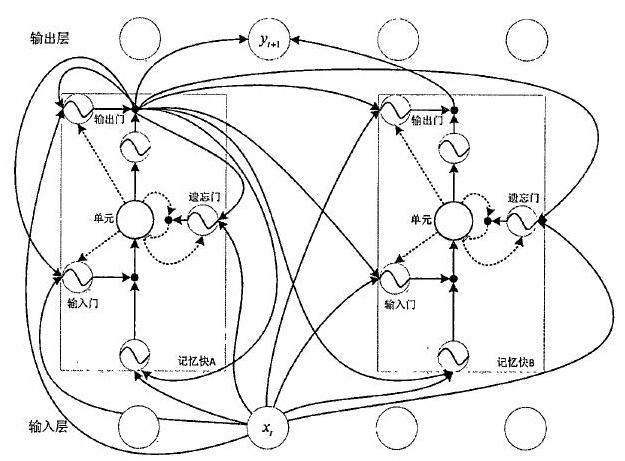 输出层
y_{t+1}
输出门
输出门
遗忘门
遗忘门
单元
单元
输入门
输入门
记忆快A
记忆快B
输入层
x_t